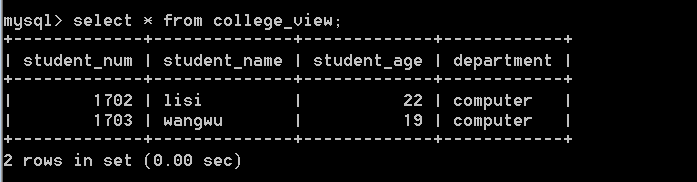 mysql> select * from college_view;
+-------------+--------------+-------------+------------+
| student_num | student_name | student_age | department |
+-------------+--------------+-------------+------------+
|        1702 | lisi         |          22 | computer   |
|        1703 | wangwu       |          19 | computer   |
+-------------+--------------+-------------+------------+
2 rows in set (0.00 sec)